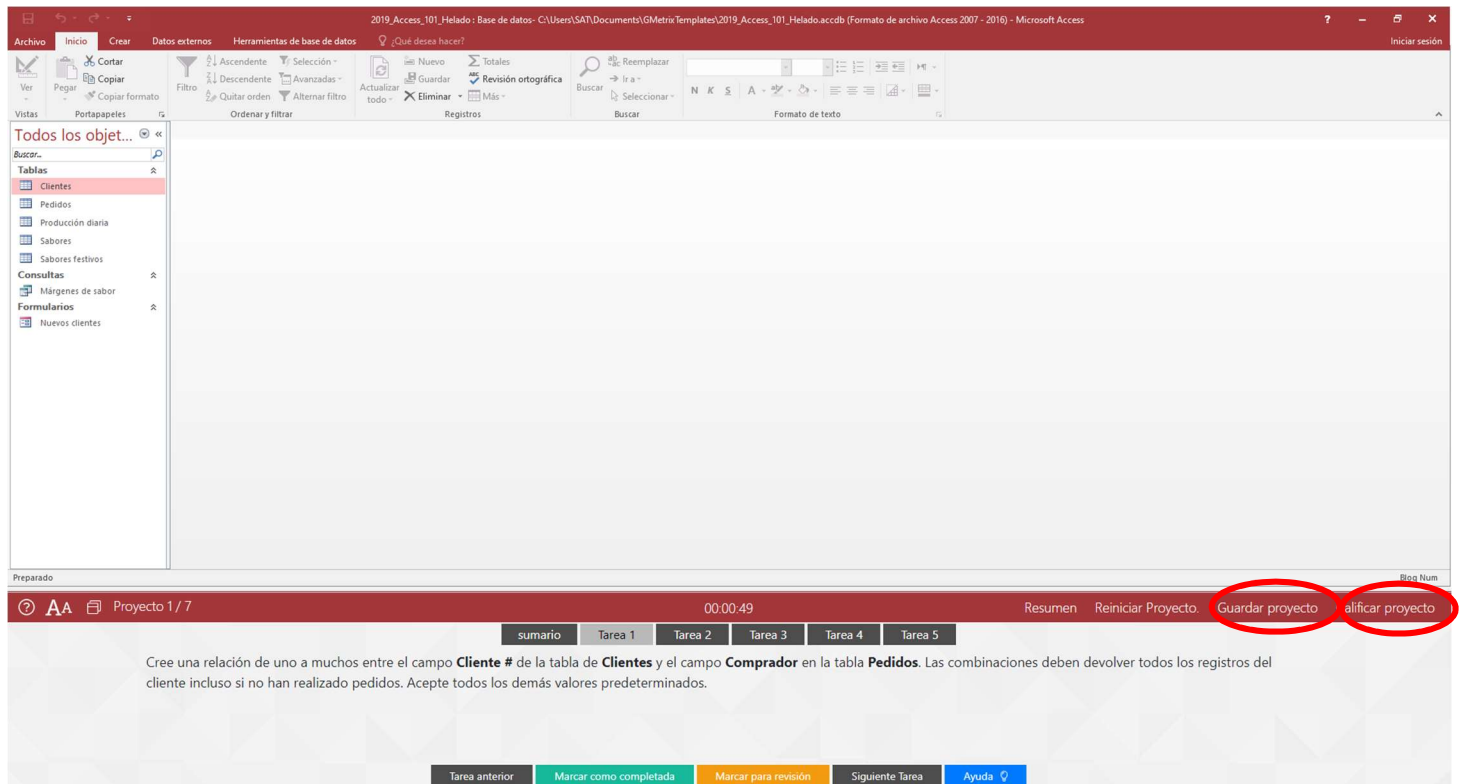 2019_Access_101_Helado : Base de datos- C:\Users\SAT\Documents\GMetrixTemplates\2019_Access_101_Helado.accdb (Formato de archivo Access 2007 - 2016) - Microsoft Access
Archivo Inicio Crear Datos externos Herramientas de base de datos ¿Qué desea hacer? Iniciar sesión
Cortar Ascendente Selección Nuevo Totales Reemplazar
Ver Pegar Copiar Filtro Descendente Avanzadas Actualizar todo Guardar Revisión ortográfica Buscar Ir a
Copiar formato Quitar orden Alternar filtro Eliminar Más Seleccionar N K S A
Vistas Portapapeles Ordenar y filtrar Registros Buscar Formato de texto
Todos los objet...
Buscar...
Tablas
Clientes
Pedidos
Producción diaria
Sabores
Sabores festivos
Consultas
Márgenes de sabor
Formularios
Nuevos clientes
Preparado Bloq Num
AA Proyecto 1 / 7 00:00:49 Resumen Reiniciar Proyecto. Guardar proyecto alificar proyecto
sumario Tarea 1 Tarea 2 Tarea 3 Tarea 4 Tarea 5
Cree una relación de uno a muchos entre el campo Cliente # de la tabla de Clientes y el campo Comprador en la tabla Pedidos. Las combinaciones deben devolver todos los registros del
cliente incluso si no han realizado pedidos. Acepte todos los demás valores predeterminados.
Tarea anterior Marcar como completada Marcar para revisión Siguiente Tarea Ayuda